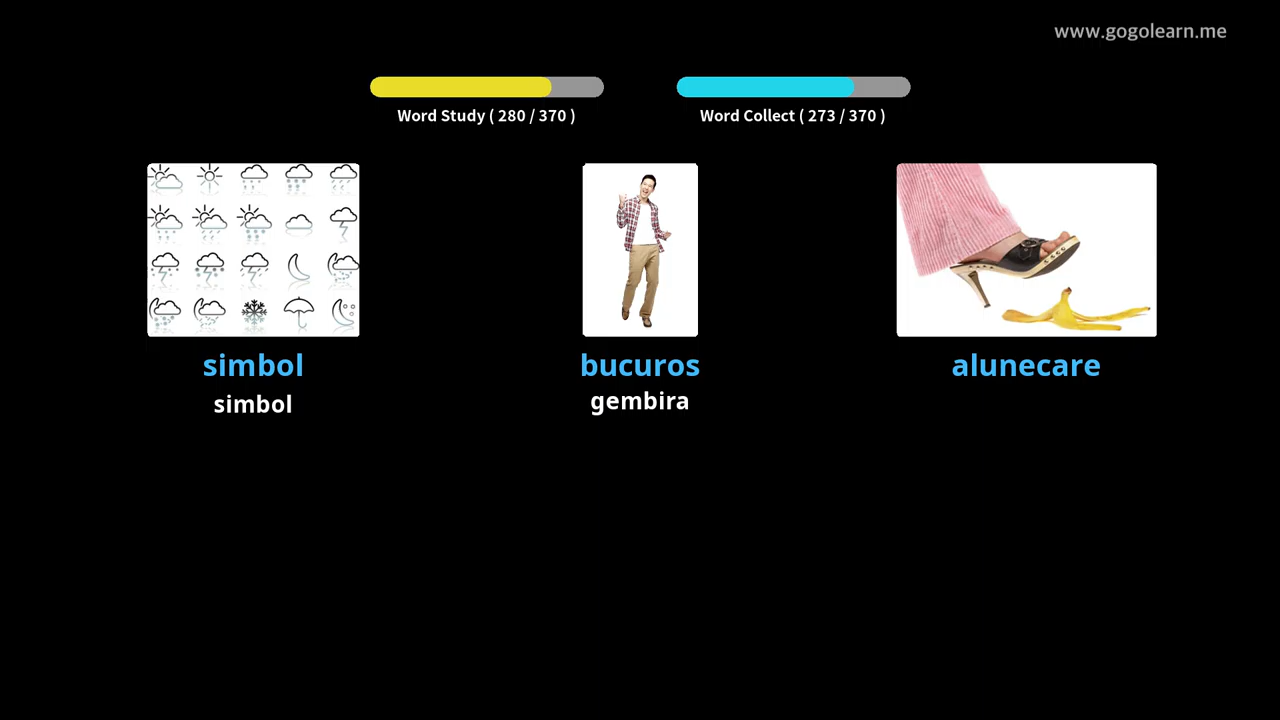 www.gogolearn.me
Word Study ( 280 / 370 )
Word Collect ( 273 / 370 )
simbol
bucuros
alunecare
simbol
gembira